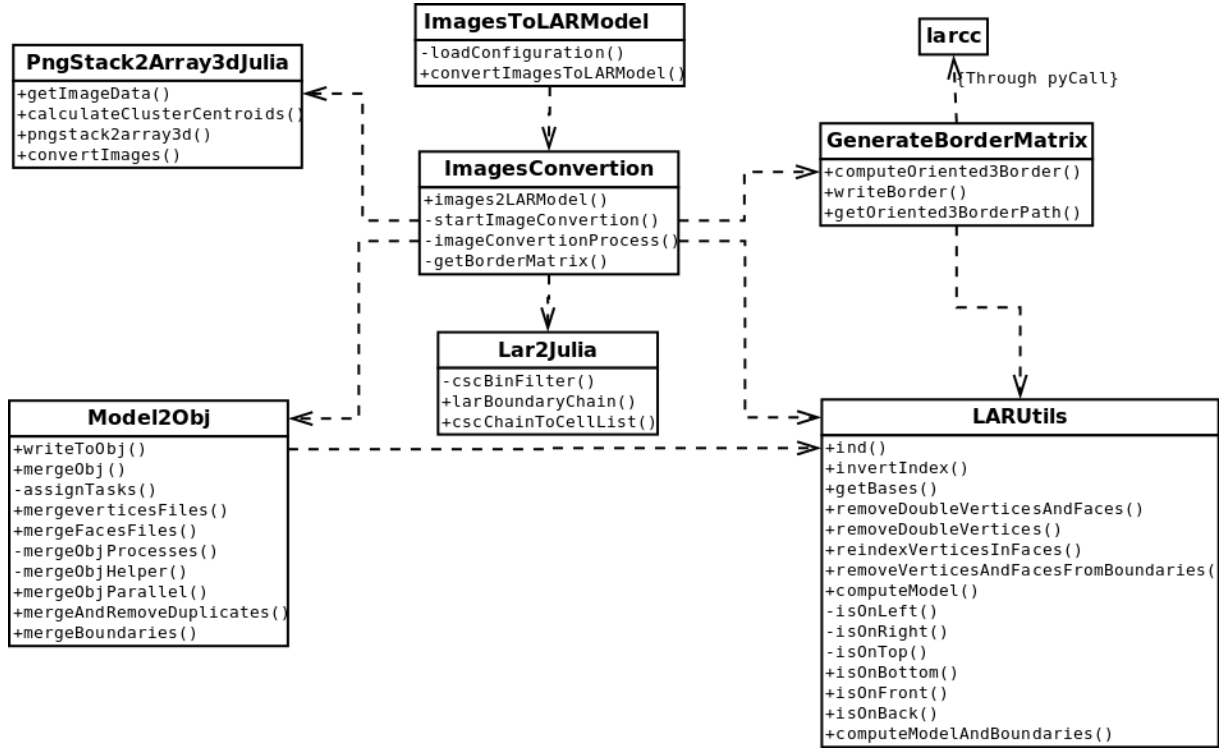 ImagesToLARModel
-loadConfiguration()
+convertImagesToLARModel()
larcc
{Through pyCall}
PngStack2Array3dJulia
+getImageData()
+calculateClusterCentroids()
+pngstack2array3d()
+convertImages()
ImagesConvertion
+images2LARModel()
-startImageConvertion()
-imageConvertionProcess()
-getBorderMatrix()
GenerateBorderMatrix
+computeOriented3Border()
+writeBorder()
+getOriented3BorderPath()
Lar2Julia
-cscBinFilter()
+larBoundaryChain()
+cscChainToCellList()
Model2Obj
+writeToObj()
+mergeObj()
-assignTasks()
+mergeverticesFiles()
+mergeFacesFiles()
-mergeObjProcesses()
-mergeObjHelper()
+mergeObjParallel()
+mergeAndRemoveDuplicates()
+mergeBoundaries()
LARUtils
+ind()
+invertIndex()
+getBases()
+removeDoubleVerticesAndFaces()
+removeDoubleVertices()
+reindexVerticesInFaces()
+removeVerticesAndFacesFromBoundaries(
+computeModel()
-isOnLeft()
-isOnRight()
-isOnTop()
+isOnBottom()
+isOnFront()
+isOnBack()
+computeModelAndBoundaries()